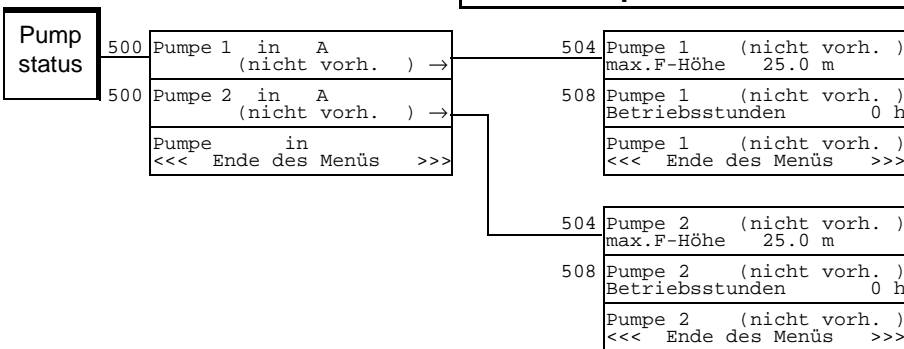 Pump
status
500 Pumpe 1 in A
(nicht vorh. ) →
500 Pumpe 2 in A
(nicht vorh. ) →
Pumpe in
<<< Ende des Menüs >>>
504 Pumpe 1 (nicht vorh. )
max.F-Höhe 25.0 m
508 Pumpe 1 (nicht vorh. )
Betriebsstunden 0 h
Pumpe 1 (nicht vorh. )
<<< Ende des Menüs >>>
504 Pumpe 2 (nicht vorh. )
max.F-Höhe 25.0 m
508 Pumpe 2 (nicht vorh. )
Betriebsstunden 0 h
Pumpe 2 (nicht vorh. )
<<< Ende des Menüs >>>